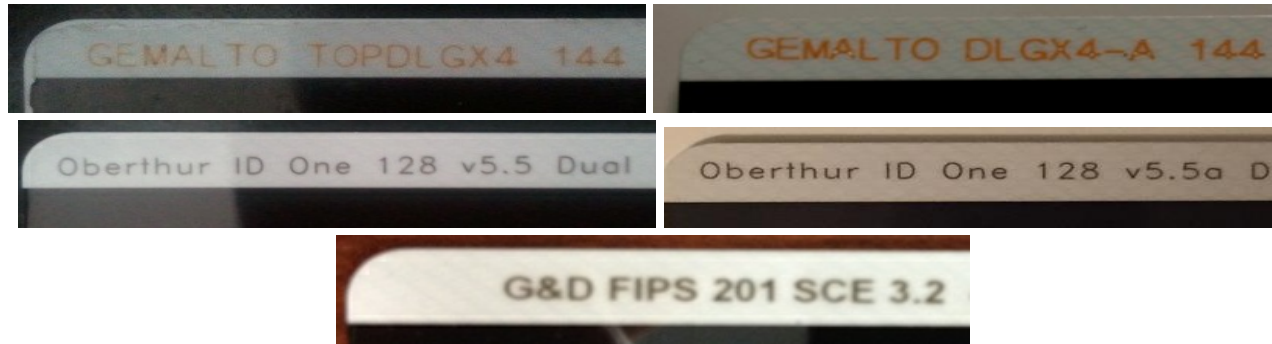 GEMALTO TOPDLGX4 144
GEMALTO DLGX4-A 144
Oberthur ID One 128 v5.5 Dual
Oberthur ID One 128 v5.5a D
G&D FIPS 201 SCE 3.2